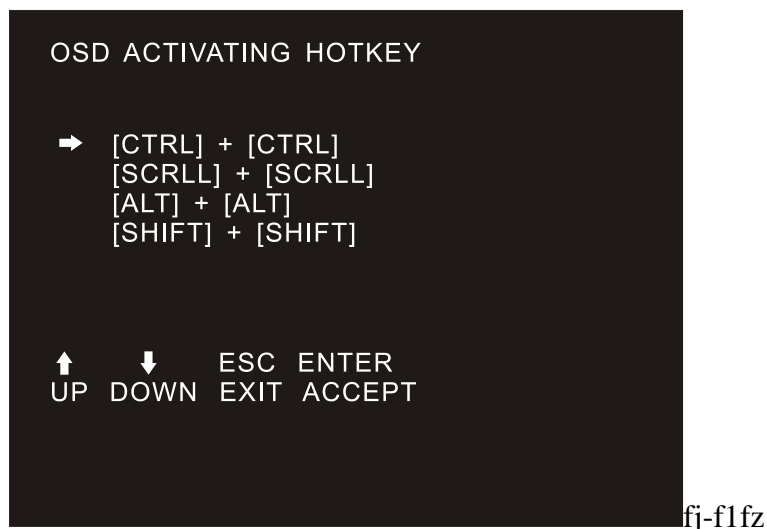 OSD ACTIVATING HOTKEY
➡ [CTRL] + [CTRL]
[SCRLL] + [SCRLL]
[ALT] + [ALT]
[SHIFT] + [SHIFT]
⬆ ⬇ ESC ENTER
UP DOWN EXIT ACCEPT
fj-f1fz